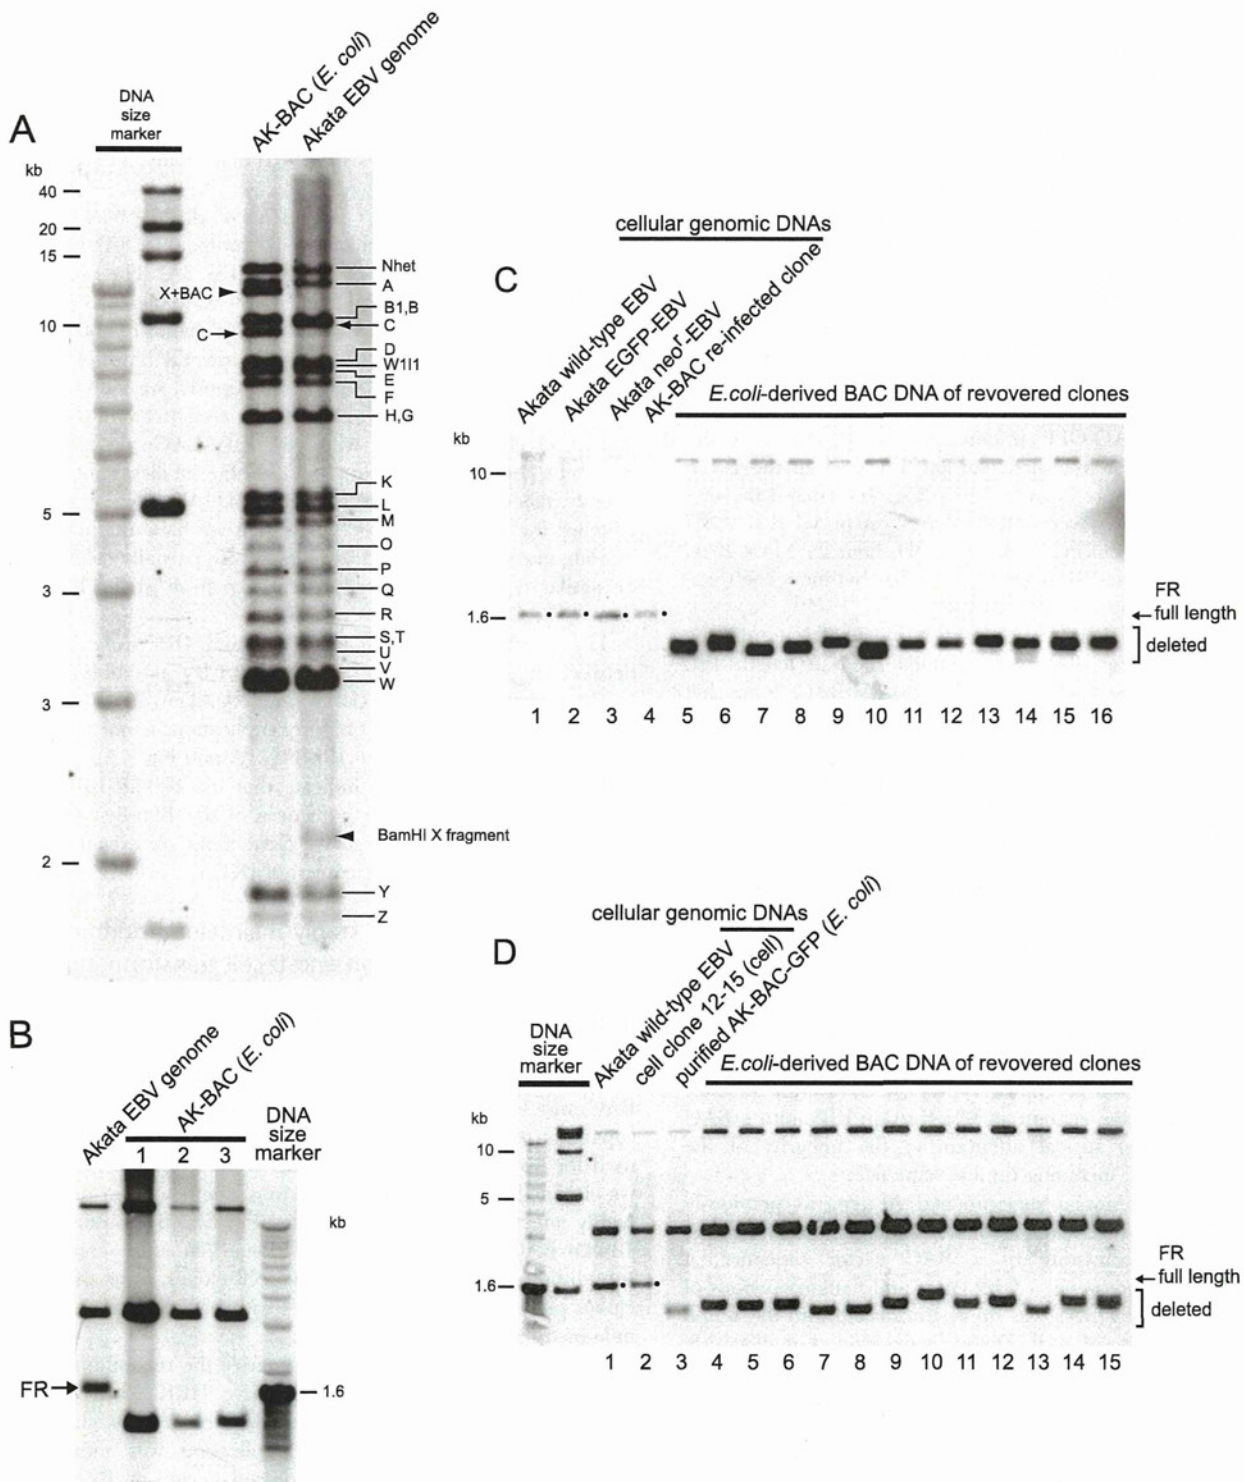 A
DNA
size
marker
AK-BAC (E. coli)
Akata EBV genome
kb
40
20
15
10
5
3
3
2
X+BAC
C
Nhet
A
B1,B
C
D
W1I1
E
F
H,G
K
L
M
O
P
Q
R
S,T
U
V
W
BamHI X fragment
Y
Z
B
Akata EBV genome
AK-BAC (E. coli)
1 2 3
DNA
size
marker
kb
FR
1.6
C
cellular genomic DNAs
Akata wild-type EBV
Akata EGFP-EBV
Akata neoʳ-EBV
AK-BAC re-infected clone
E.coli-derived BAC DNA of revovered clones
kb
10
1.6
FR
full length
deleted
1 2 3 4 5 6 7 8 9 10 11 12 13 14 15 16
D
cellular genomic DNAs
DNA
size
marker
Akata wild-type EBV
cell clone 12-15 (cell)
purified AK-BAC-GFP (E. coli)
E.coli-derived BAC DNA of revovered clones
kb
10
5
1.6
FR
full length
deleted
1 2 3 4 5 6 7 8 9 10 11 12 13 14 15